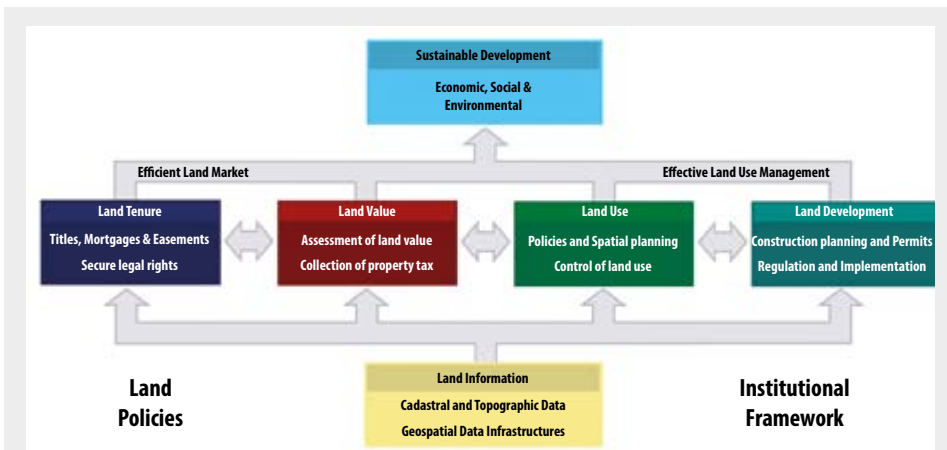 Sustainable Development
Economic, Social &
Environmental
Efficient Land Market
Effective Land Use Management
Land Tenure
Titles, Mortgages & Easements
Secure legal rights
Land Value
Assessment of land value
Collection of property tax
Land Use
Policies and Spatial planning
Control of land use
Land Development
Construction planning and Permits
Regulation and Implementation
Land
Policies
Land Information
Cadastral and Topographic Data
Geospatial Data Infrastructures
Institutional
Framework